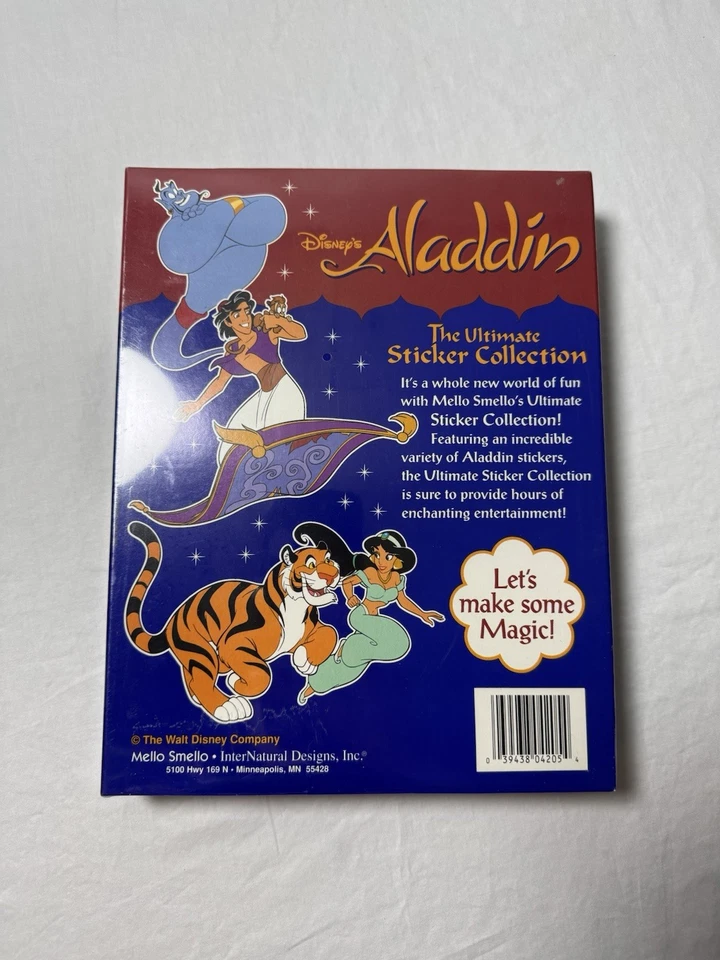 Disney's Aladdin
The Ultimate
Sticker Collection
It's a whole new world of fun
with Mello Smello's Ultimate
Sticker Collection!
Featuring an incredible
variety of Aladdin stickers,
the Ultimate Sticker Collection
is sure to provide hours of
enchanting entertainment!
Let's
make some
Magic!
© The Walt Disney Company
Mello Smello • InterNatural Designs, Inc.®
5100 Hwy 169 N • Minneapolis, MN 55428
0 39438 04205 4